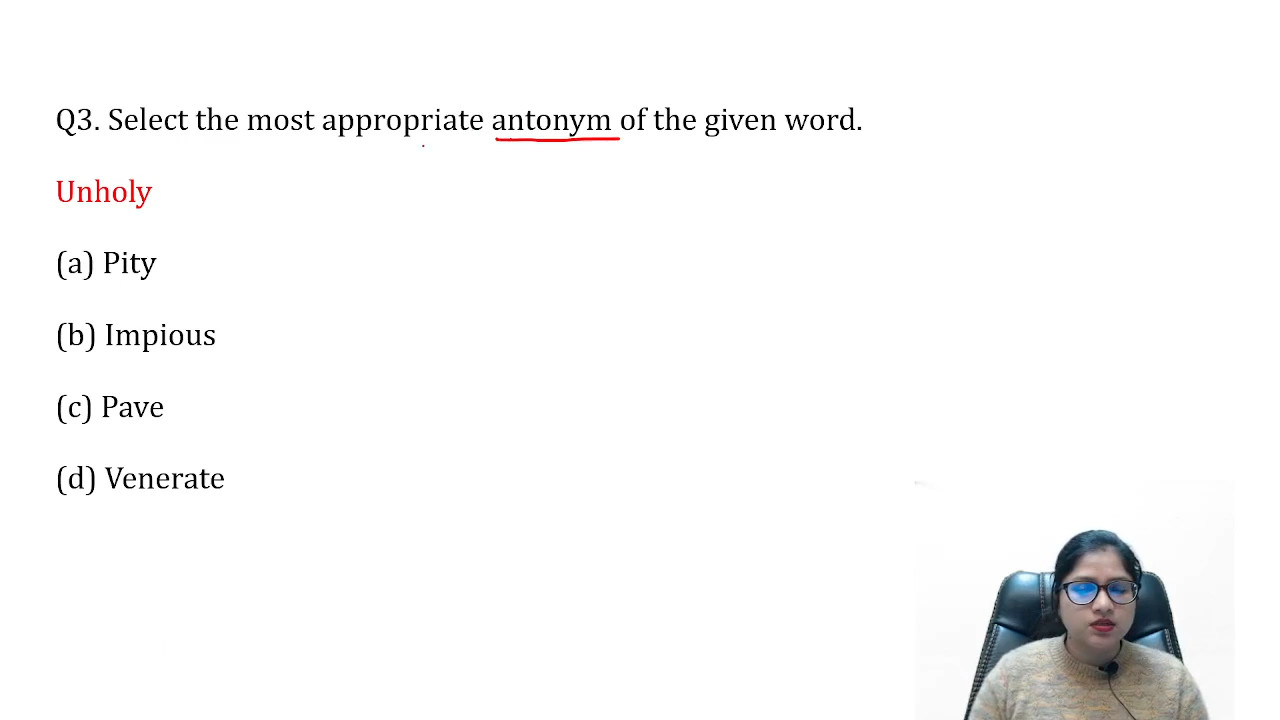 Q3. Select the most appropriate antonym of the given word.
Unholy
(a) Pity
(b) Impious
(c) Pave
(d) Venerate